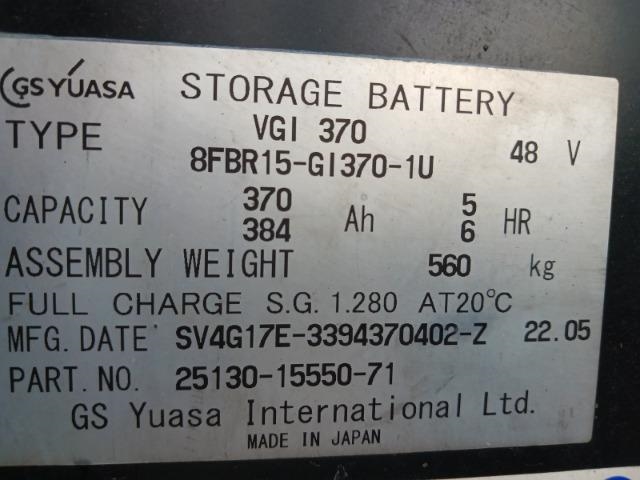 GS YUASA STORAGE BATTERY
TYPE VGI 370 48 V
8FBR15-GI370-1U
CAPACITY 370 Ah 5 HR
384 6
ASSEMBLY WEIGHT 560 kg
FULL CHARGE S.G. 1.280 AT20℃
MFG. DATE SV4G17E-3394370402-Z 22.05
PART. NO. 25130-15550-71
GS Yuasa International Ltd.
MADE IN JAPAN